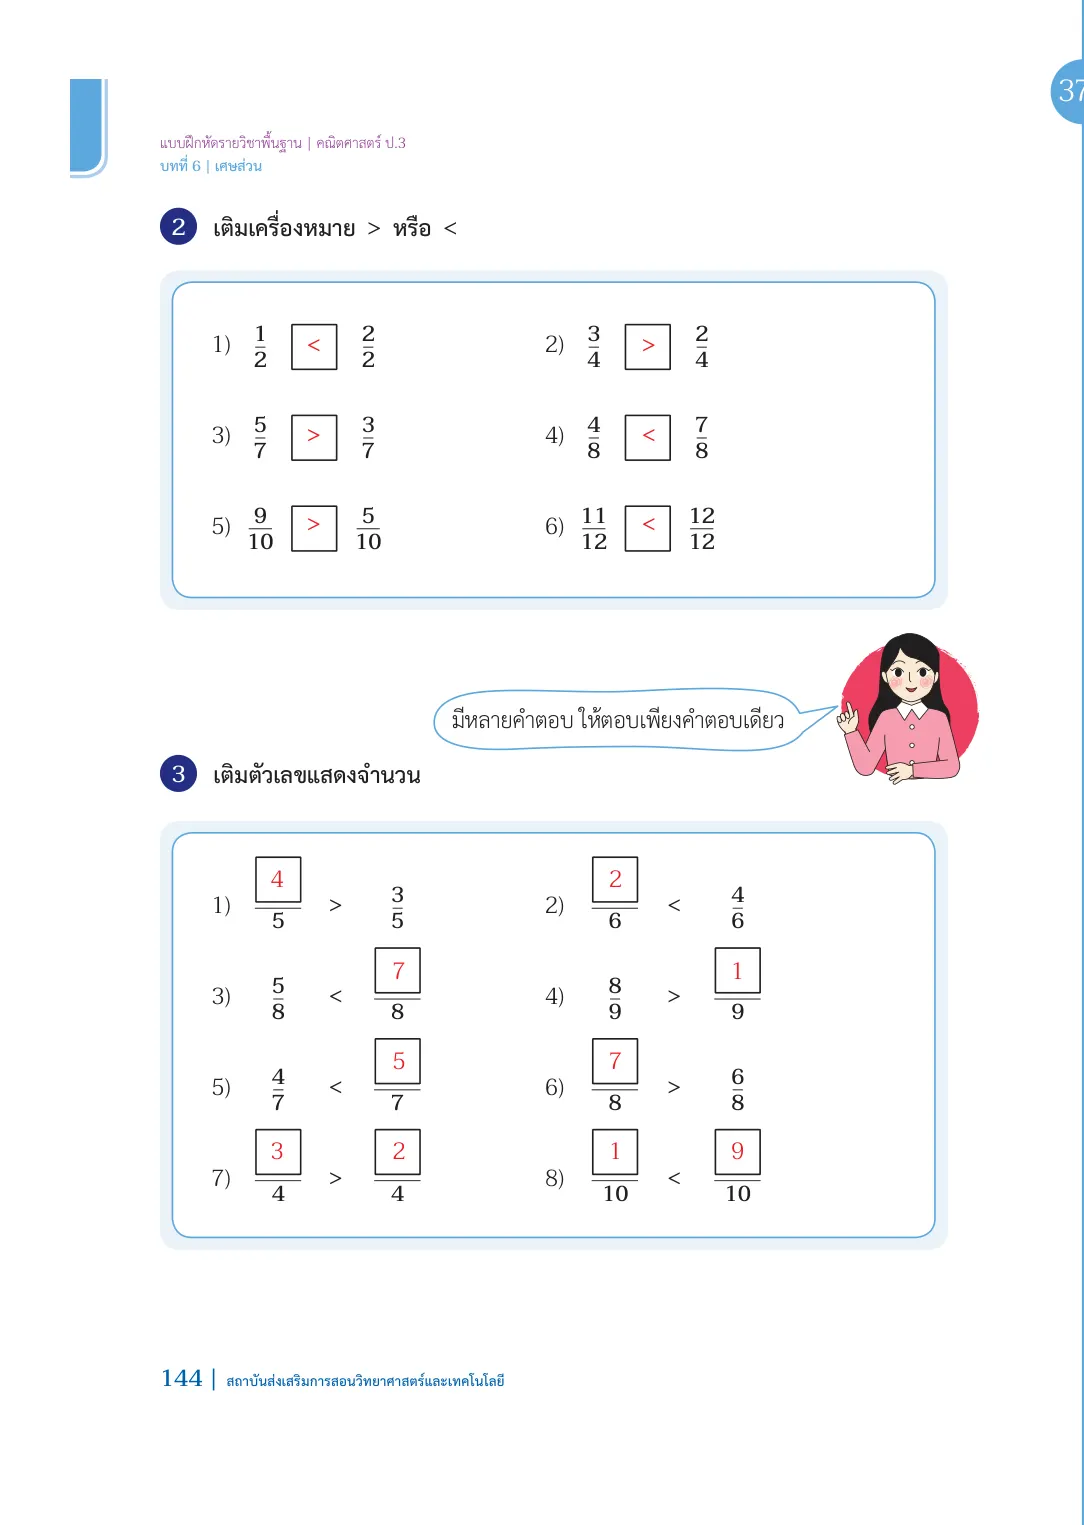 37
แบบฝึกหัดรายวิชาพื้นฐาน | คณิตศาสตร์ ป.3
บทที่ 6 | เศษส่วน
2 เติมเครื่องหมาย > หรือ <
1) 1/2 < 2/2 2) 3/4 > 2/4
3) 5/7 > 3/7 4) 4/8 < 7/8
5) 9/10 > 5/10 6) 11/12 < 12/12
มีหลายคำตอบ ให้ตอบเพียงคำตอบเดียว
3 เติมตัวเลขแสดงจำนวน
1) 4/5 > 3/5 2) 2/6 < 4/6
3) 5/8 < 7/8 4) 8/9 > 1/9
5) 4/7 < 5/7 6) 7/8 > 6/8
7) 3/4 > 2/4 8) 1/10 < 9/10
144 | สถาบันส่งเสริมการสอนวิทยาศาสตร์และเทคโนโลยี